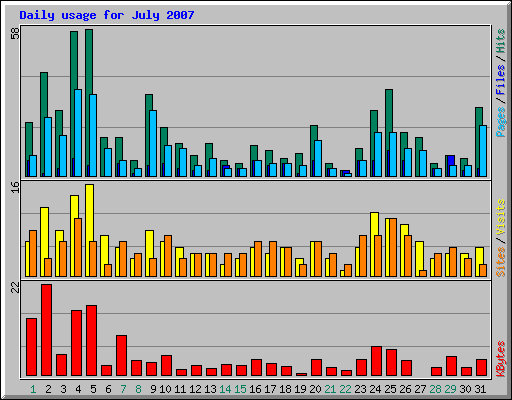 Daily usage for July 2007
58
Pages / Files / Hits
16
Sites / Visits
22
KBytes
1 2 3 4 5 6 7 8 9 10 11 12 13 14 15 16 17 18 19 20 21 22 23 24 25 26 27 28 29 30 31